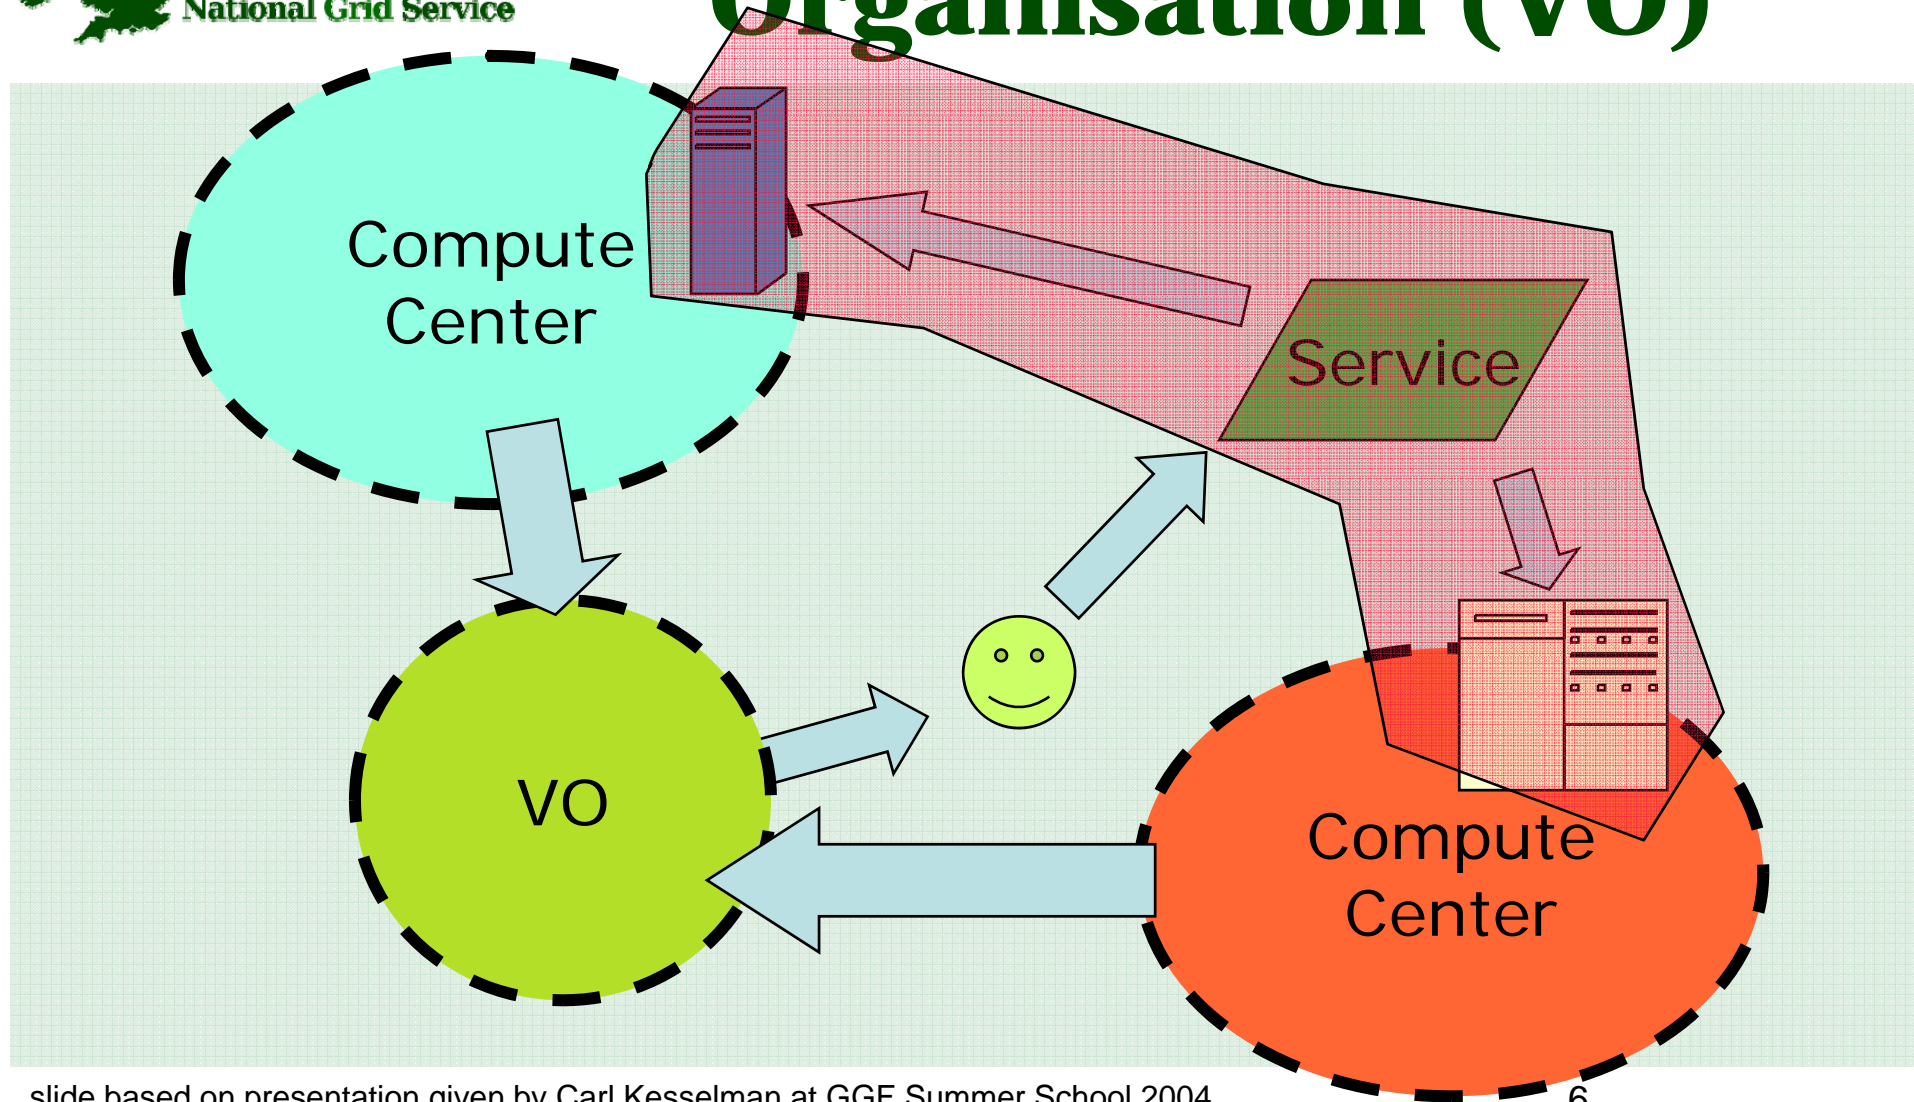 National Grid Service
Organisation (VO)
Compute
Center
Service
VO
Compute
Center
slide based on presentation given by Carl Kesselman at GGF Summer School 2004
6